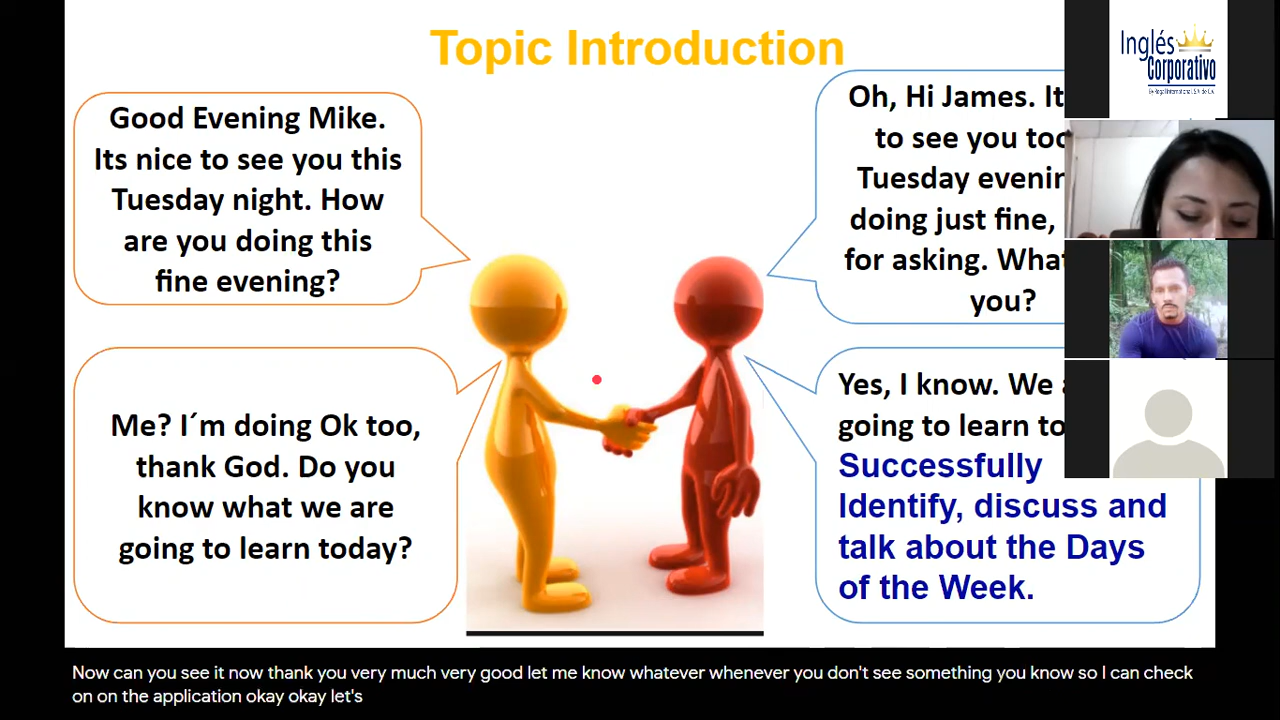 Topic Introduction
Good Evening Mike.
Its nice to see you this
Tuesday night. How
are you doing this
fine evening?
Oh, Hi James. It
to see you too
Tuesday
doing just fine,
for asking.
you?
Me? I´m doing Ok too,
thank God. Do you
know what we are
going to learn today?
Yes, I know. We
going to learn
Successfully
Identify, discuss and
talk about the Days
of the Week.
Inglés
Corporativo
Now can you see it now thank you very much very good let me know whatever whenever you don't see something you know so I can check
on on the application okay okay let's